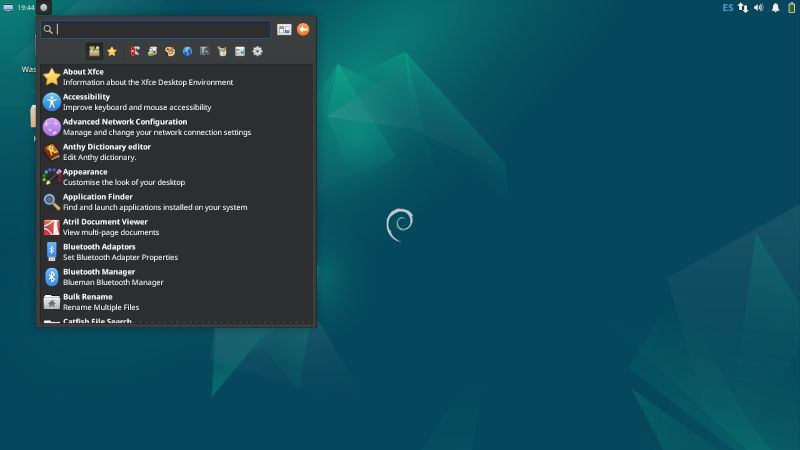 19:44
ES
Was
About Xfce
Information about the Xfce Desktop Environment
Accessibility
Improve keyboard and mouse accessibility
Advanced Network Configuration
Manage and change your network connection settings
Anthy Dictionary editor
Edit Anthy dictionary.
Appearance
Customise the look of your desktop
Application Finder
Find and launch applications installed on your system
Atril Document Viewer
View multi-page documents
Bluetooth Adaptors
Set Bluetooth Adapter Properties
Bluetooth Manager
Blueman Bluetooth Manager
Bulk Rename
Rename Multiple Files
Catfish File Search